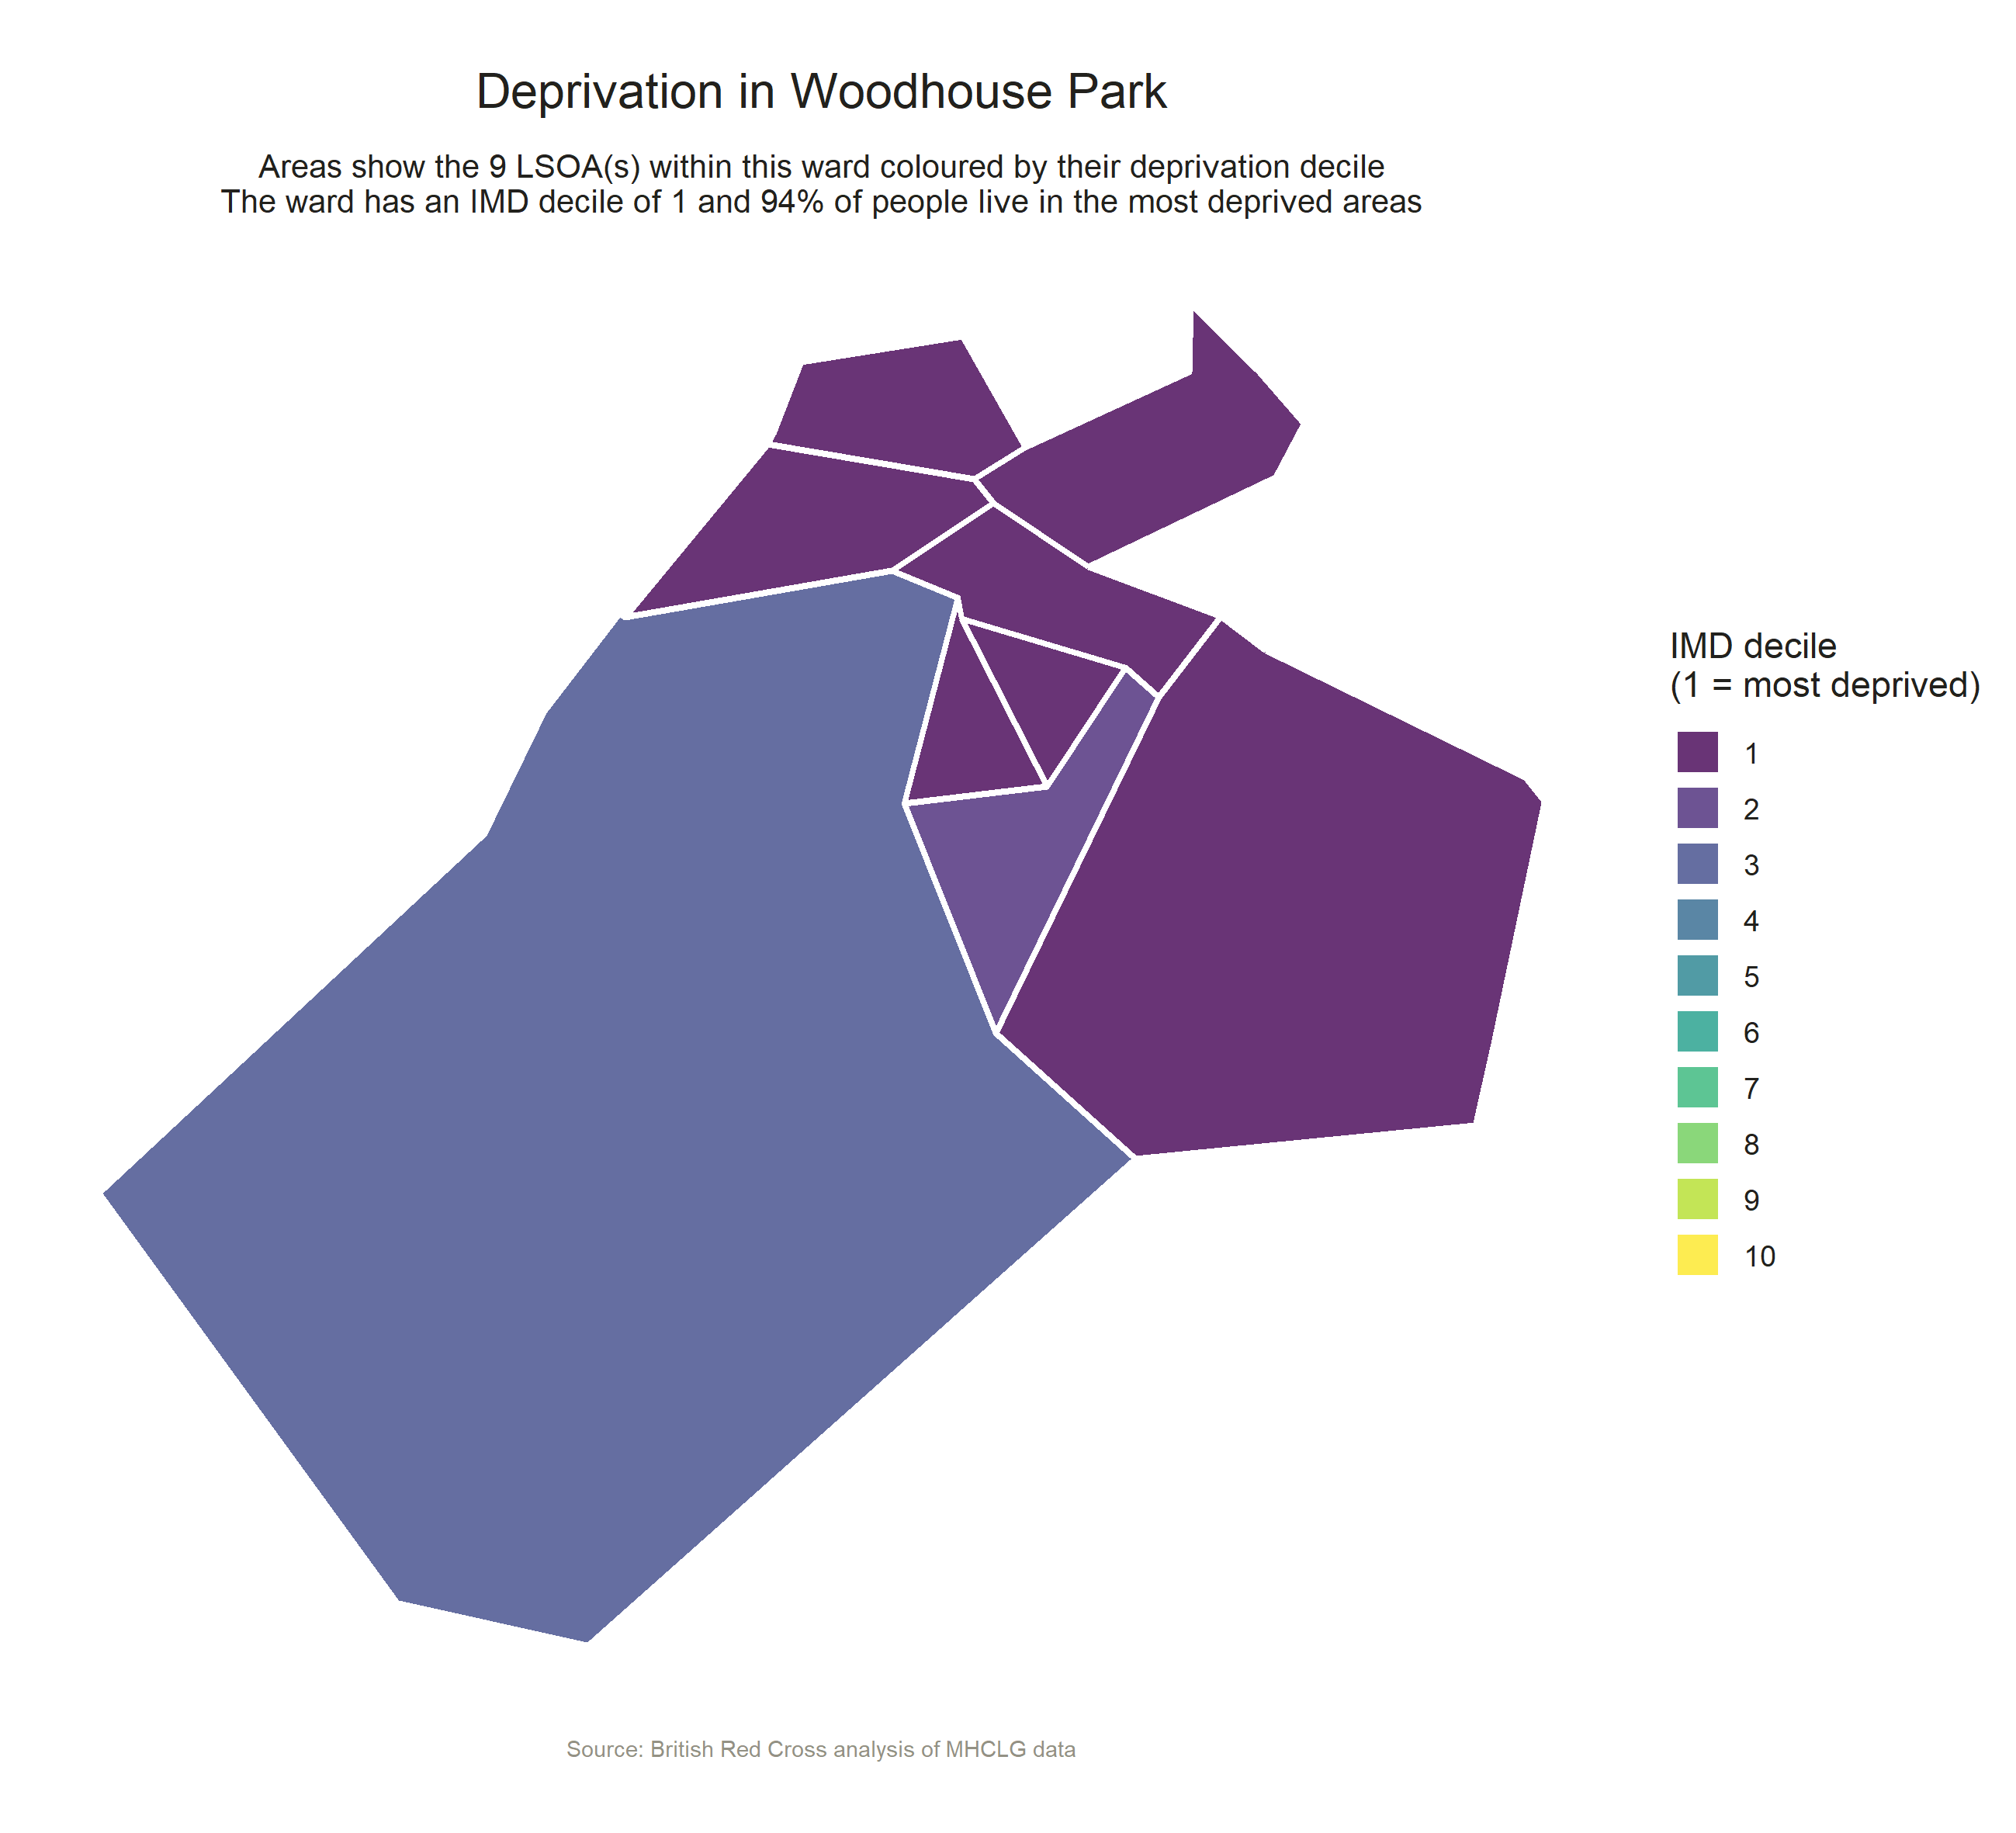 Deprivation in Woodhouse Park
Areas show the 9 LSOA(s) within this ward coloured by their deprivation decile
The ward has an IMD decile of 1 and 94% of people live in the most deprived areas
IMD decile
(1 = most deprived)
1
2
3
4
5
6
7
8
9
10
Source: British Red Cross analysis of MHCLG data